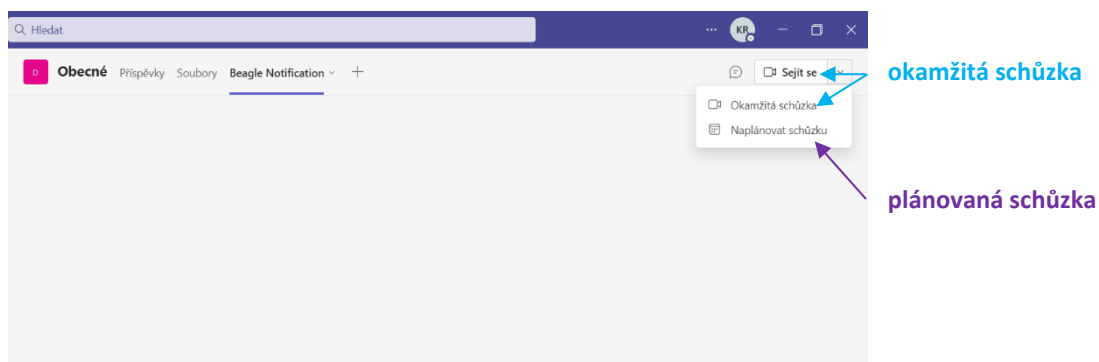 Hledat
KR
D Obecné Příspěvky Soubory Beagle Notification
Sejít se
okamžitá schůzka
Okamžitá schůzka
Naplánovat schůzku
plánovaná schůzka